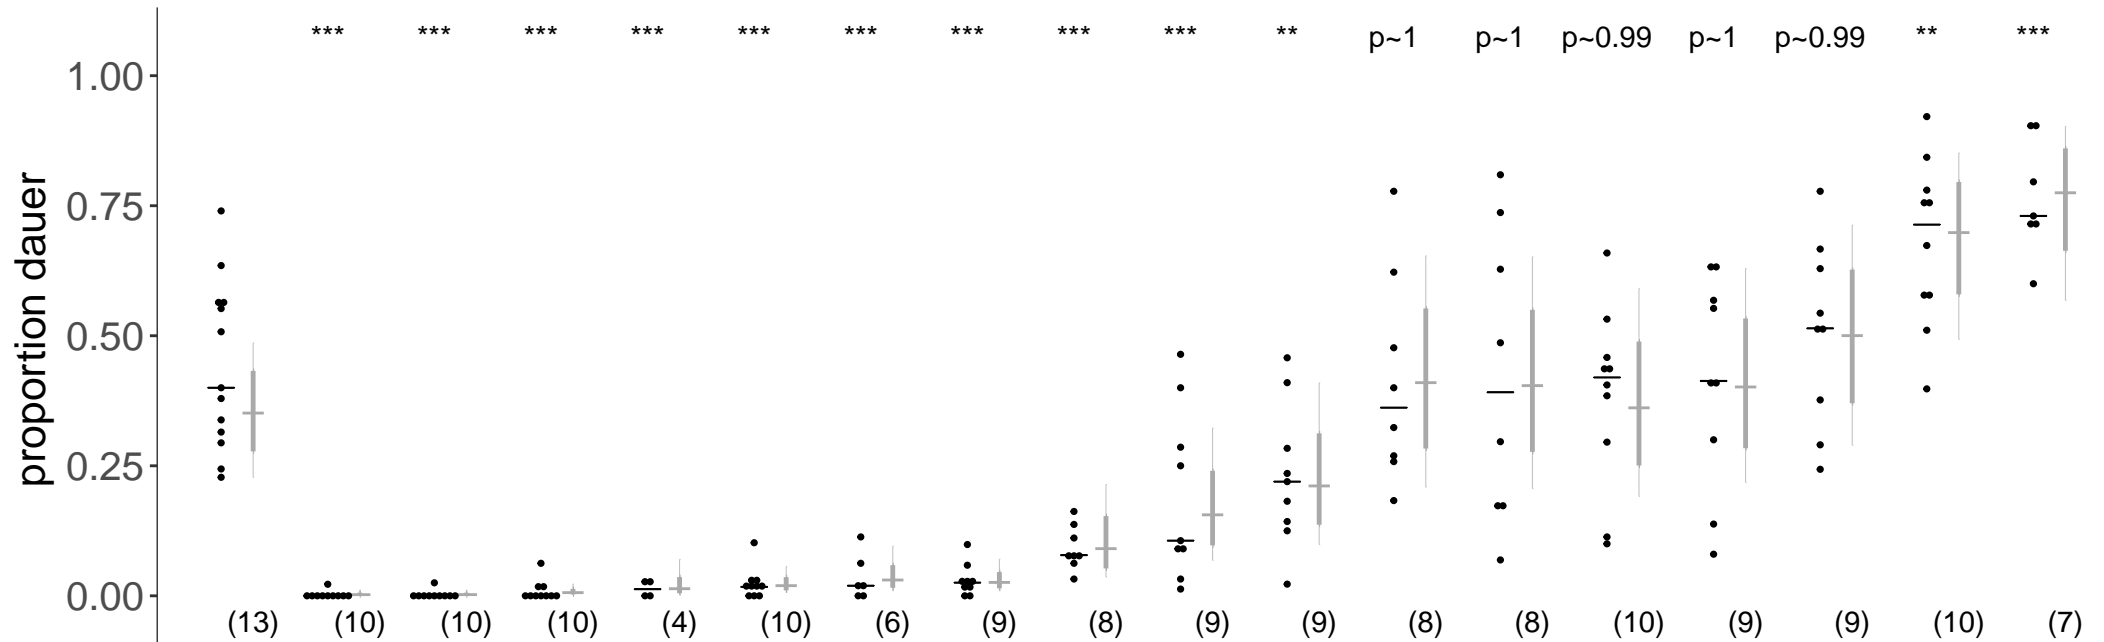 *** *** *** *** *** *** *** *** *** ** p~1 p~1 p~0.99 p~1 p~0.99 ** ***
proportion dauer
1.00
0.75
0.50
0.25
0.00
(13) (10) (10) (10) (4) (10) (6) (9) (8) (9) (9) (8) (8) (10) (9) (9) (10) (7)